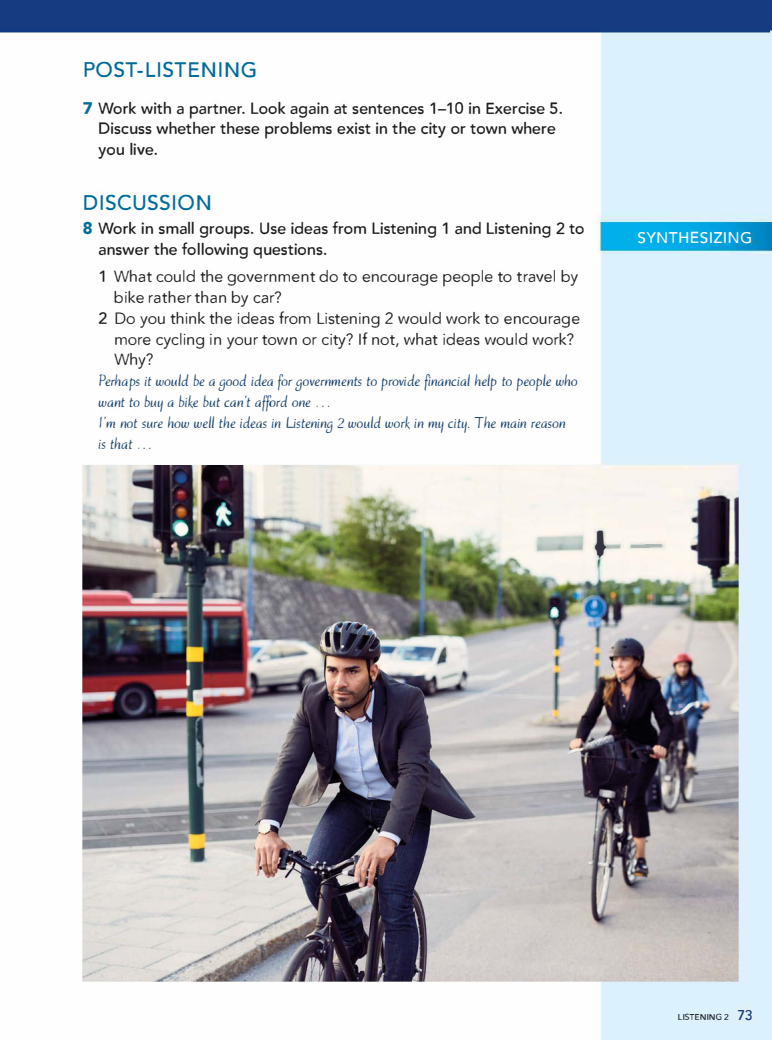 POST-LISTENING
7 Work with a partner. Look again at sentences 1–10 in Exercise 5.
Discuss whether these problems exist in the city or town where
you live.
DISCUSSION
8 Work in small groups. Use ideas from Listening 1 and Listening 2 to
answer the following questions.
SYNTHESIZING
1 What could the government do to encourage people to travel by
bike rather than by car?
2 Do you think the ideas from Listening 2 would work to encourage
more cycling in your town or city? If not, what ideas would work?
Why?
Perhaps it would be a good idea for governments to provide financial help to people who
want to buy a bike but can't afford one ...
I'm not sure how well the ideas in Listening 2 would work in my city. The main reason
is that ...
LISTENING 2 73